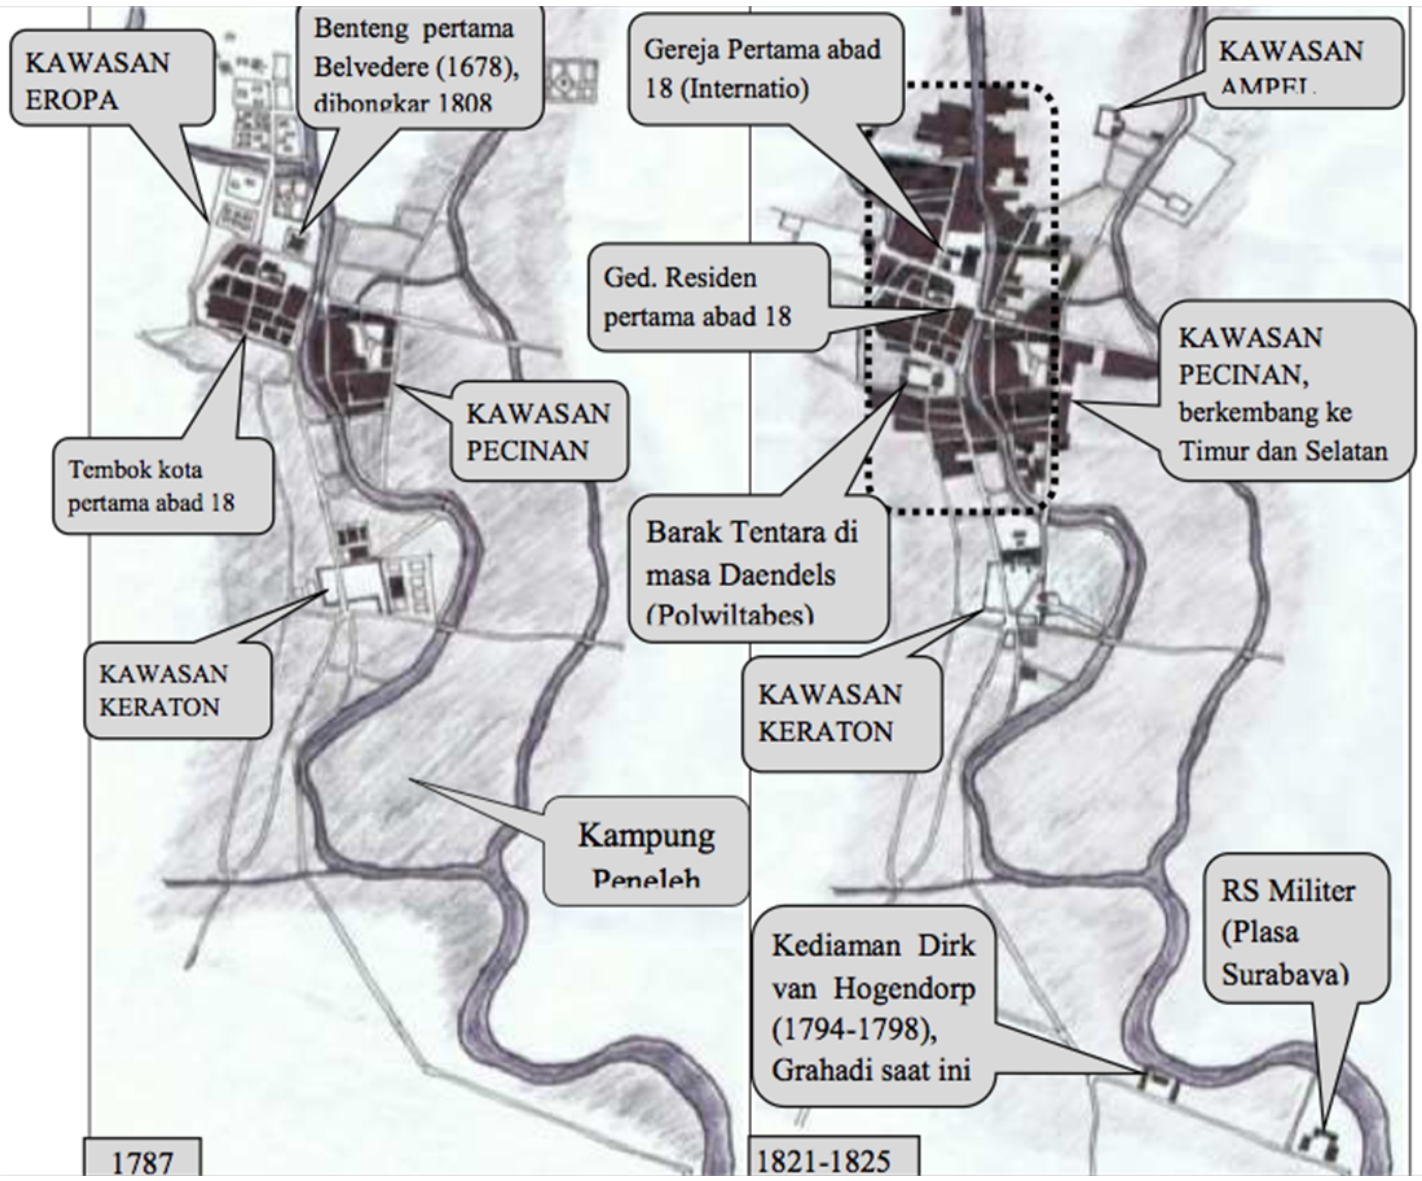 KAWASAN
EROPA
Benteng pertama
Belvedere (1678),
dibongkar 1808
Tembok kota
pertama abad 18
KAWASAN
PECINAN
KAWASAN
KERATON
Kampung
Peneleh
1787
Gereja Pertama abad
18 (Internatio)
KAWASAN
AMPEL
Ged. Residen
pertama abad 18
KAWASAN
PECINAN,
berkembang ke
Timur dan Selatan
Barak Tentara di
masa Daendels
(Polwiltabes)
KAWASAN
KERATON
RS Militer
(Plasa
Surabaya)
Kediaman Dirk
van Hogendorp
(1794-1798),
Grahadi saat ini
1821-1825